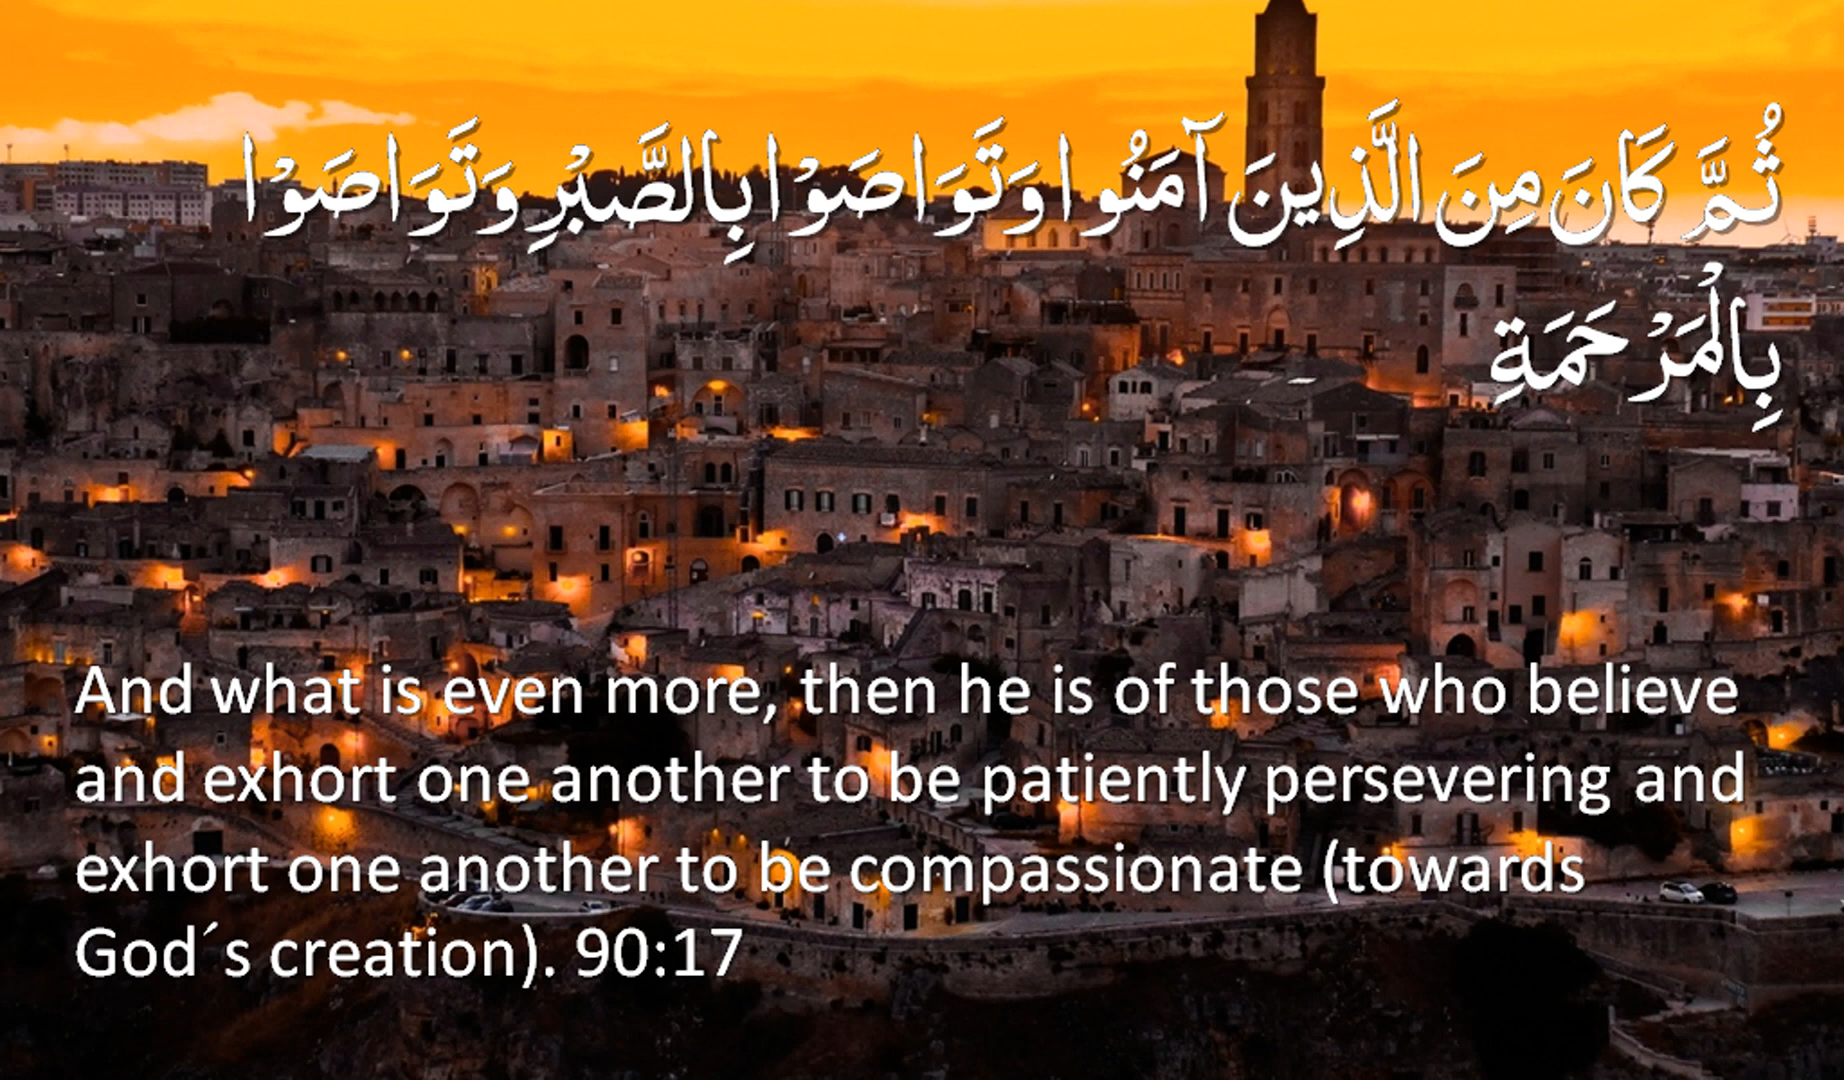 ثُمَّ كَانَ مِنَ الَّذِينَ آمَنُوا وَتَوَاصَوْا بِالصَّبْرِ وَتَوَاصَوْا
بِالْمَرْحَمَةِ
And what is even more, then he is of those who believe
and exhort one another to be patiently persevering and
exhort one another to be compassionate (towards
God´s creation). 90:17